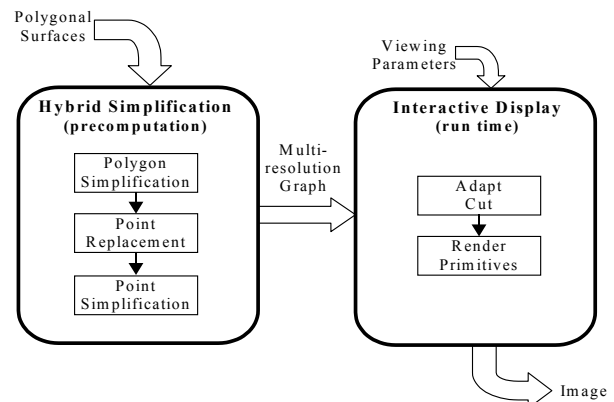 Polygonal
Surfaces
Hybrid Simplification
(precomputation)
Polygon
Simplification
Point
Replacement
Point
Simplification
Multi-
resolution
Graph
Viewing
Parameters
Interactive Display
(run time)
Adapt
Cut
Render
Primitives
Image